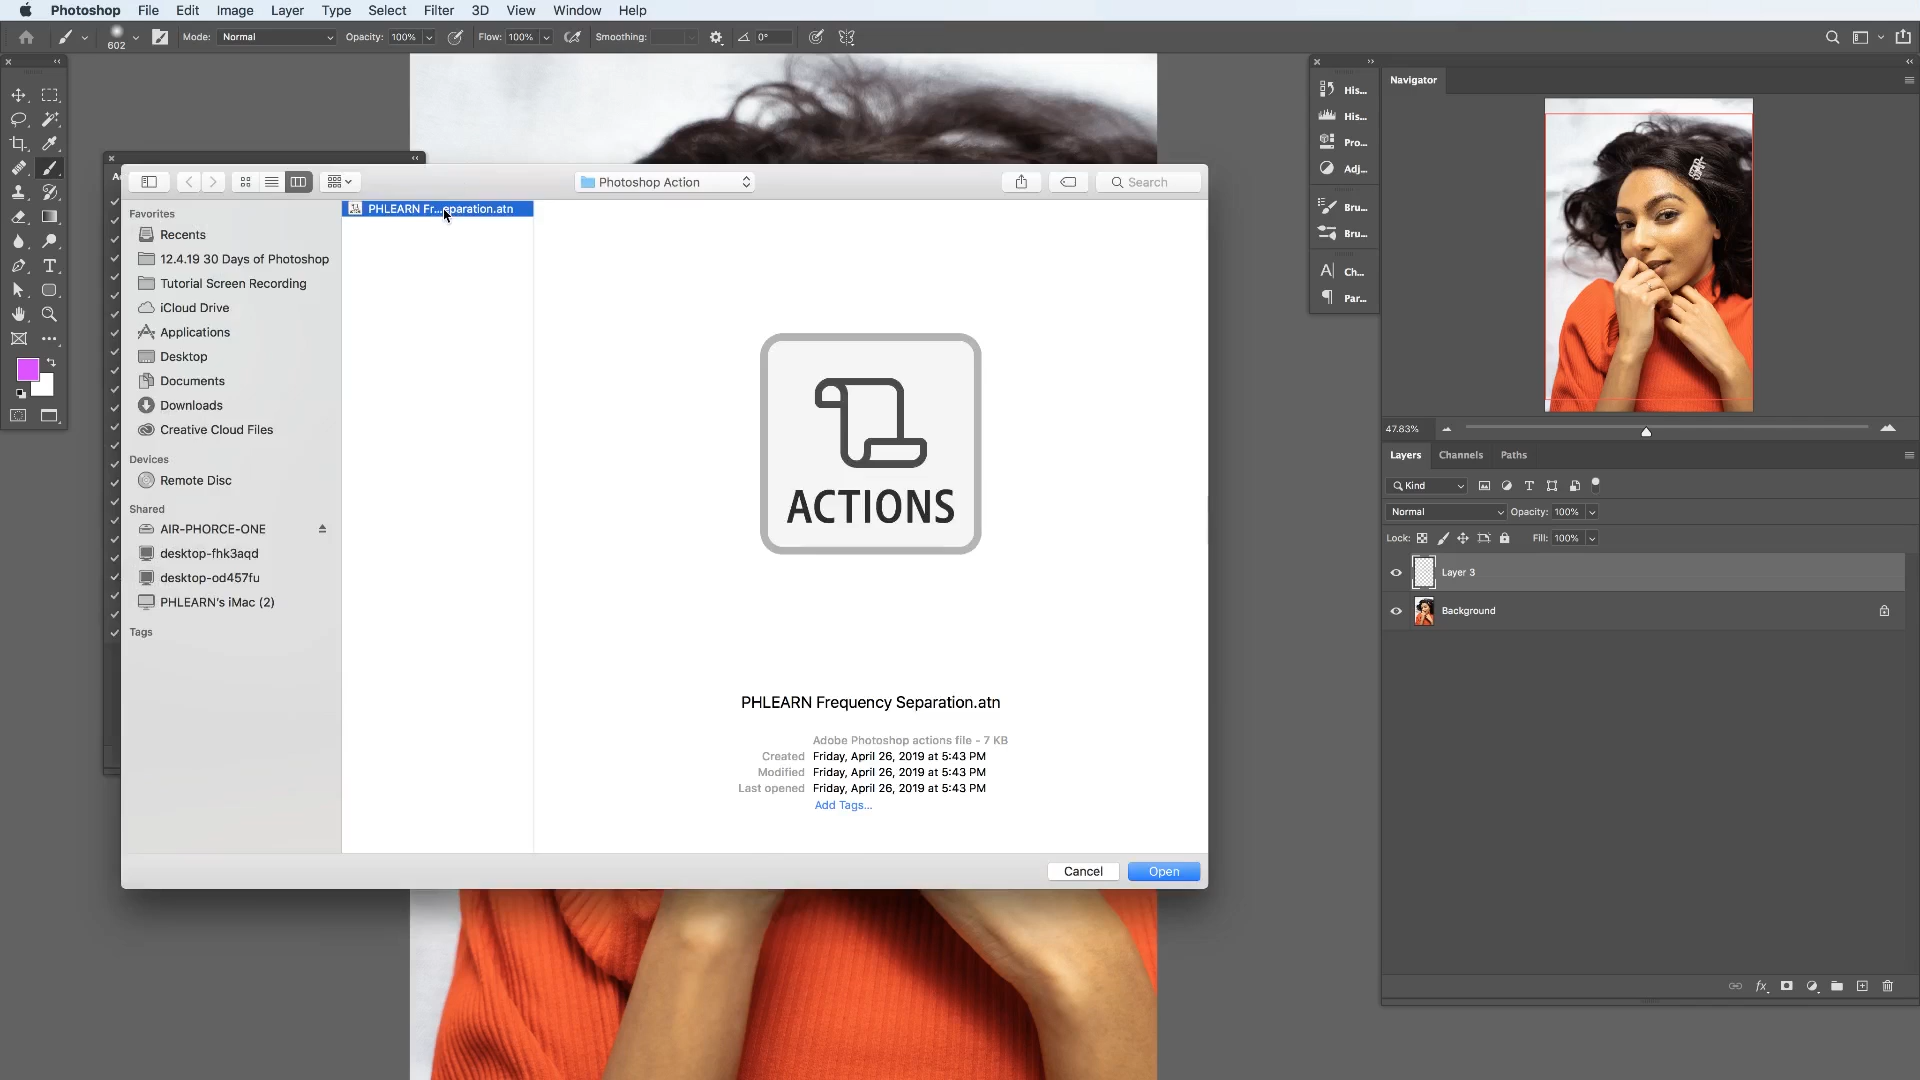 Photoshop File Edit Image Layer Type Select Filter 3D View Window Help
602 Mode: Normal Opacity: 100% Flow: 100% Smoothing: 0°
His...
His...
Pro...
Adj...
Bru...
Bru...
Ch...
Par...
Navigator
47.83%
Photoshop Action
Search
PHLEARN Fr...eparation.atn
Favorites
Recents
12.4.19 30 Days of Photoshop
Tutorial Screen Recording
iCloud Drive
Applications
Desktop
Documents
Downloads
Creative Cloud Files
Devices
Remote Disc
Shared
AIR-PHORCE-ONE
desktop-fhk3aqd
desktop-od457fu
PHLEARN's iMac (2)
Tags
ACTIONS
PHLEARN Frequency Separation.atn
Adobe Photoshop actions file - 7 KB
Created Friday, April 26, 2019 at 5:43 PM
Modified Friday, April 26, 2019 at 5:43 PM
Last opened Friday, April 26, 2019 at 5:43 PM
Add Tags...
Cancel Open
Layers Channels Paths
Kind
Normal Opacity: 100%
Lock: Fill: 100%
Layer 3
Background